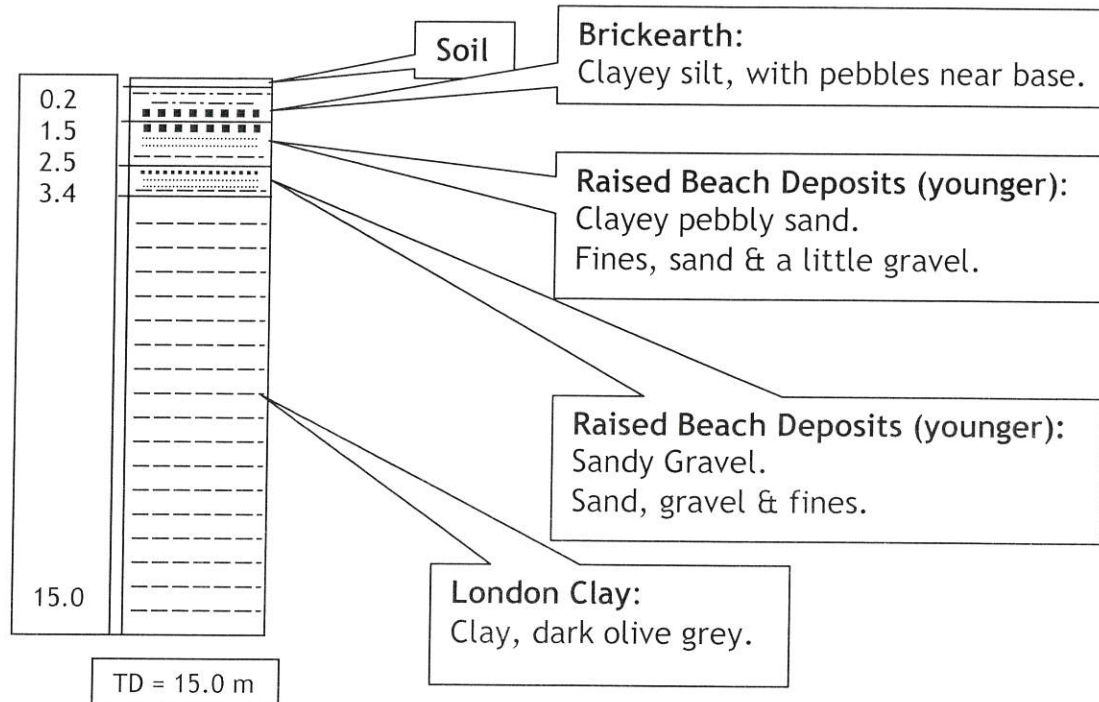 Soil
Brickearth:
Clayey silt, with pebbles near base.
0.2
1.5
2.5
3.4
Raised Beach Deposits (younger):
Clayey pebbly sand.
Fines, sand & a little gravel.
Raised Beach Deposits (younger):
Sandy Gravel.
Sand, gravel & fines.
15.0
London Clay:
Clay, dark olive grey.
TD = 15.0 m